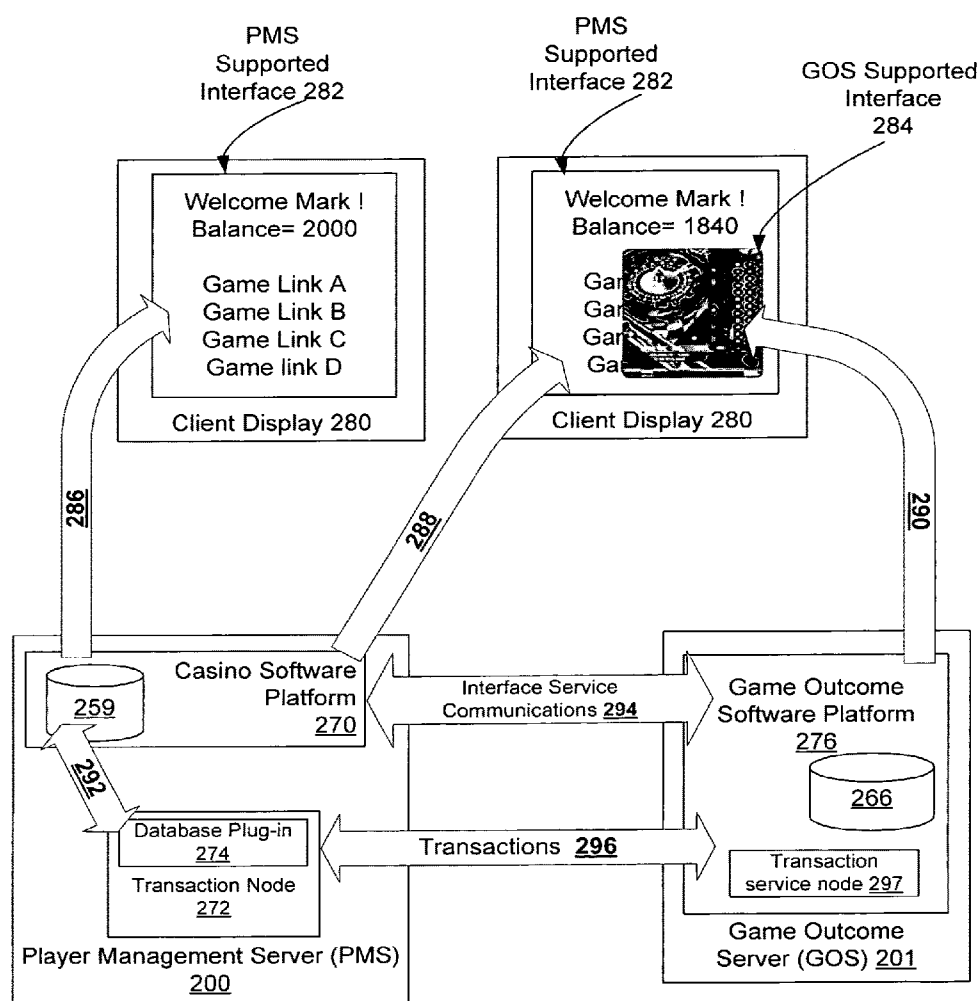 PMS
Supported
Interface 282
PMS
Supported
Interface 282
GOS Supported
Interface
284
Welcome Mark !
Balance= 2000
Game Link A
Game Link B
Game Link C
Game link D
Client Display 280
Welcome Mark !
Balance= 1840
Gar
Ga
Ga
Ga
Client Display 280
286
288
290
Casino Software
Platform
270
259
292
Database Plug-in
274
Transaction Node
272
Player Management Server (PMS)
200
Interface Service
Communications 294
Transactions 296
Game Outcome
Software Platform
276
266
Transaction
service node 297
Game Outcome
Server (GOS) 201